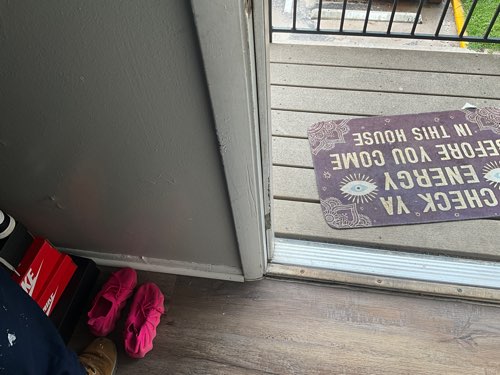 CHECK YA
ENERGY
BEFORE YOU COME
IN THIS HOUSE